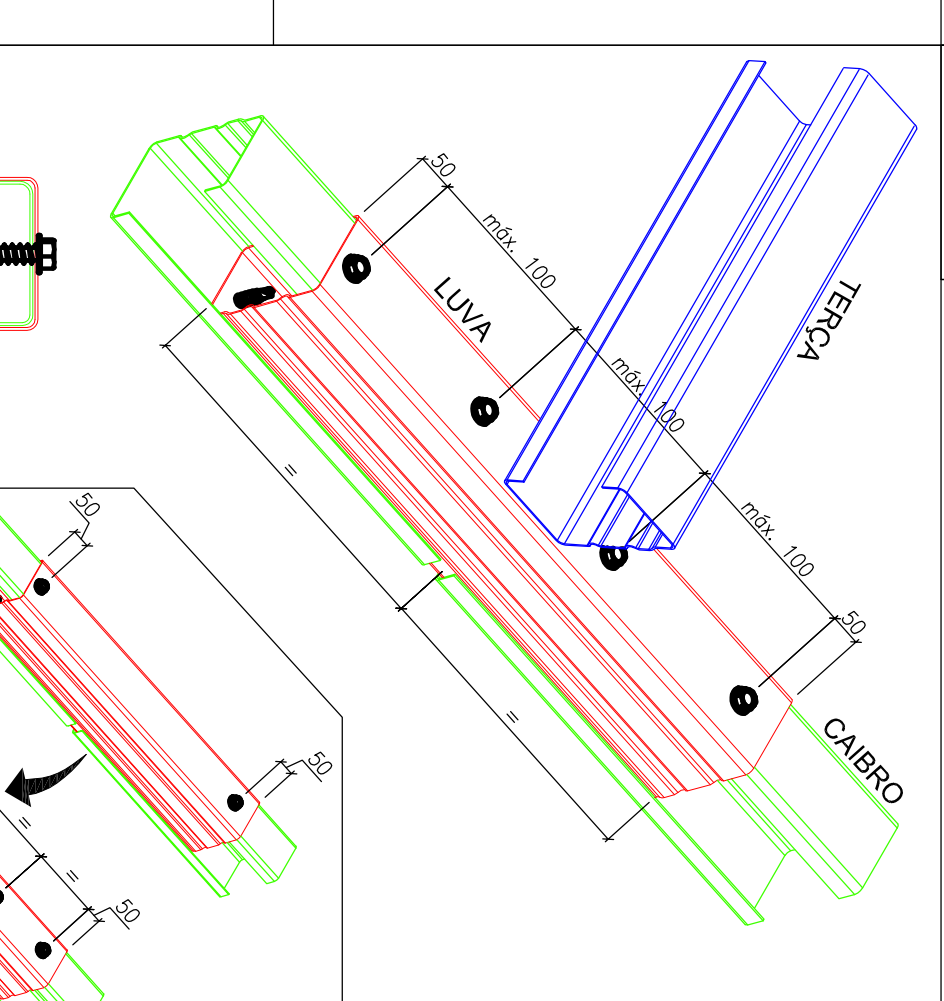 50
máx. 100
LUVA
TERÇA
máx. 100
=
50
máx. 100
50
=
CAIBRO
50
=
=
50